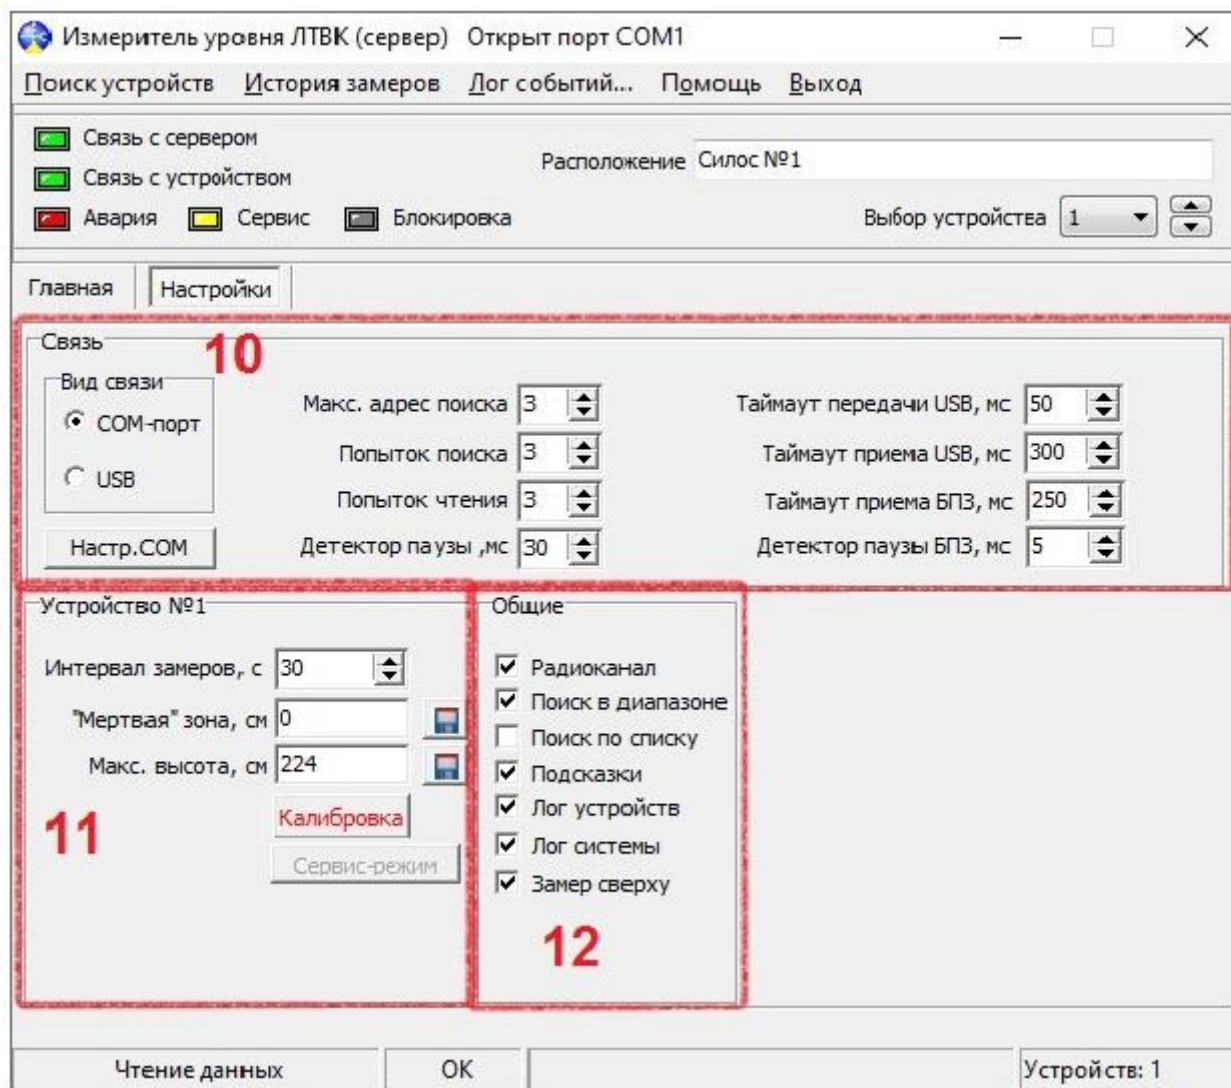 Измеритель уровня ЛТВК (сервер) Открыт порт COM1
Поиск устройств История замеров Лог событий... Помощь Выход
Связь с сервером
Связь с устройством
Авария Сервис Блокировка
Расположение Силос №1
Выбор устройства 1
Главная Настройки
Связь
10
Вид связи
COM-порт
USB
Настр.COM
Макс. адрес поиска 3
Попыток поиска 3
Попыток чтения 3
Детектор паузы ,мс 30
Таймаут передачи USB, мс 50
Таймаут приема USB, мс 300
Таймаут приема БПЗ, мс 250
Детектор паузы БПЗ, мс 5
Устройство №1
Интервал замеров, с 30
"Мертвая" зона, см 0
Макс. высота, см 224
Калибровка
Сервис-режим
11
Общие
Радиоканал
Поиск в диапазоне
Поиск по списку
Подсказки
Лог устройств
Лог системы
Замер сверху
12
Чтение данных OK Устройств: 1